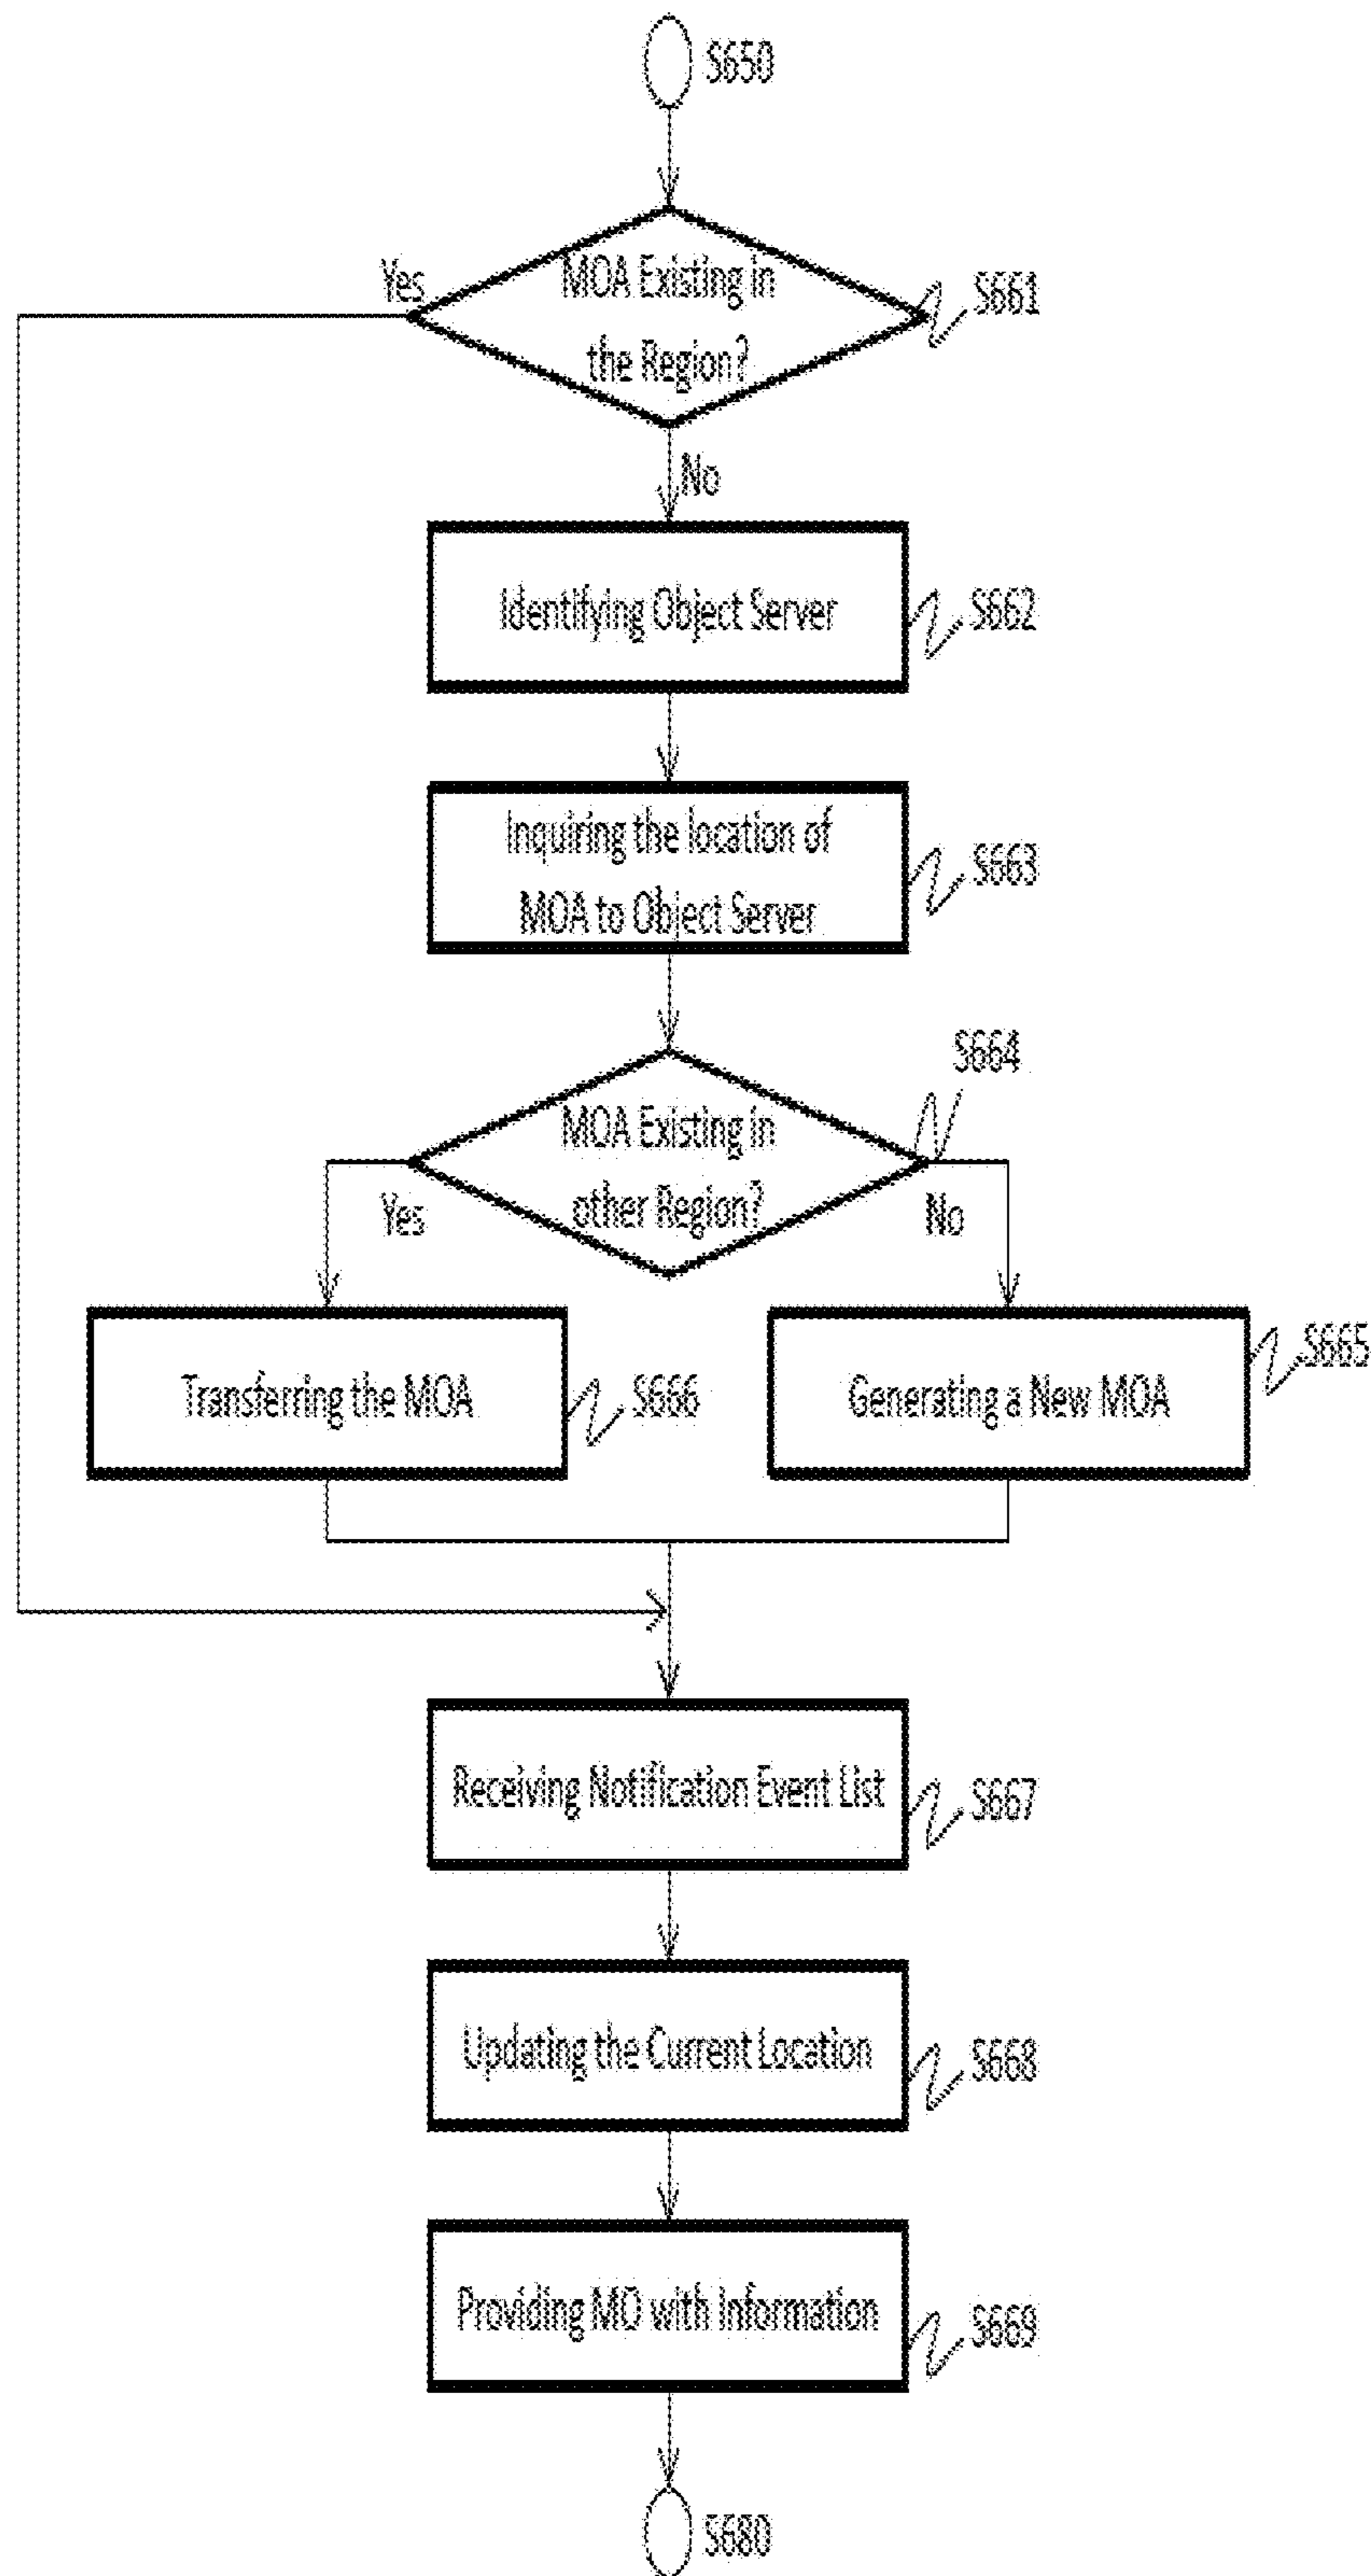 S650
Yes
MOA Existing in
the Region?
S661
No
Identifying Object Server
S662
Inquiring the location of
MOA to Object Server
S663
S664
MOA Existing in
other Region?
Yes
No
Transferring the MOA
S666
Generating a New MOA
S665
Receiving Notification Event List
S667
Updating the Current Location
S668
Providing MO with Information
S669
S680